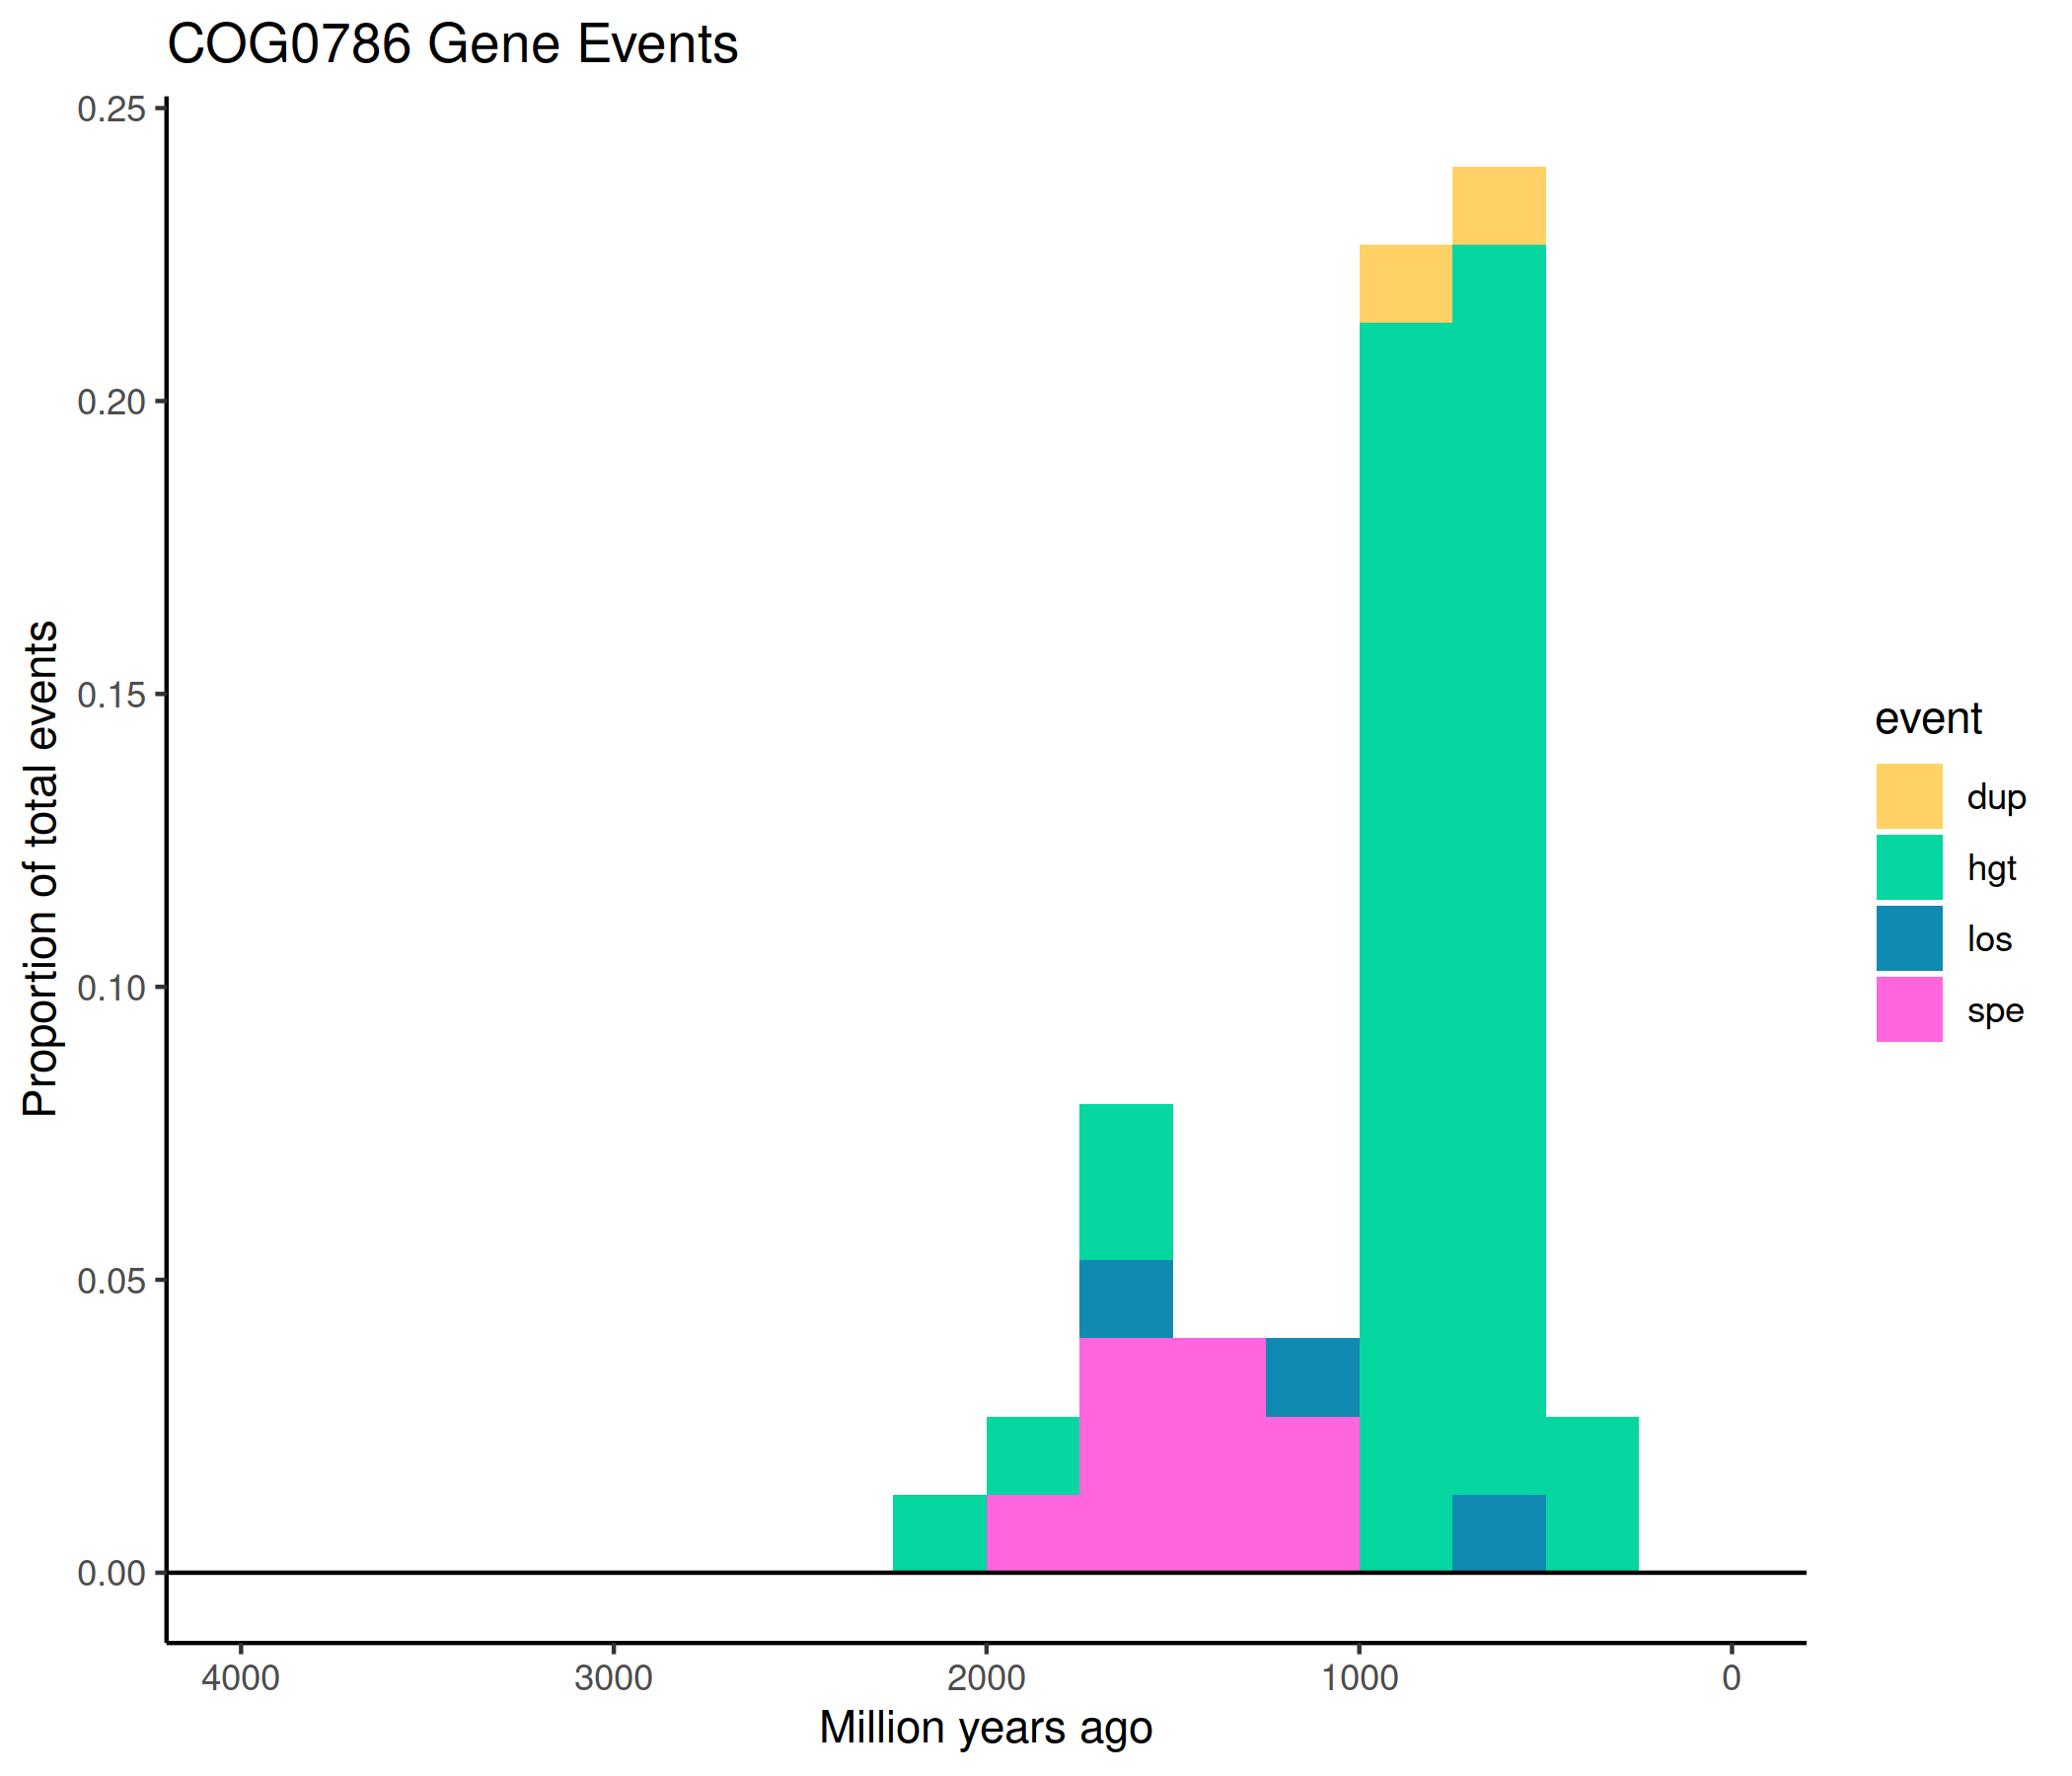 COG0786 Gene Events
Proportion of total events
0.25
0.20
0.15
0.10
0.05
0.00
4000 3000 2000 1000 0
Million years ago
event
dup
hgt
los
spe